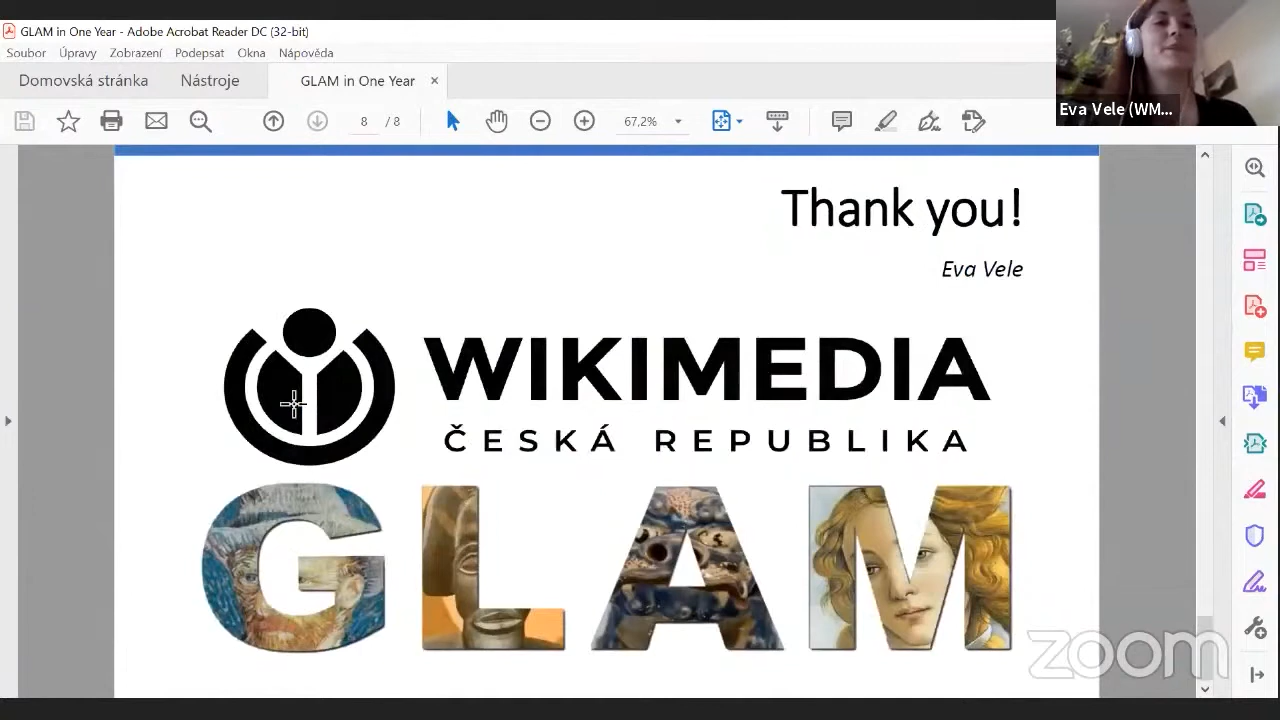 GLAM in One Year - Adobe Acrobat Reader DC (32-bit)
Soubor Úpravy Zobrazení Podepsat Okna Nápověda
Domovská stránka Nástroje GLAM in One Year ×
8 / 8 67,2%
Eva Vele (WM...
Thank you!
Eva Vele
WIKIMEDIA
ČESKÁ REPUBLIKA
GLAM
zoom